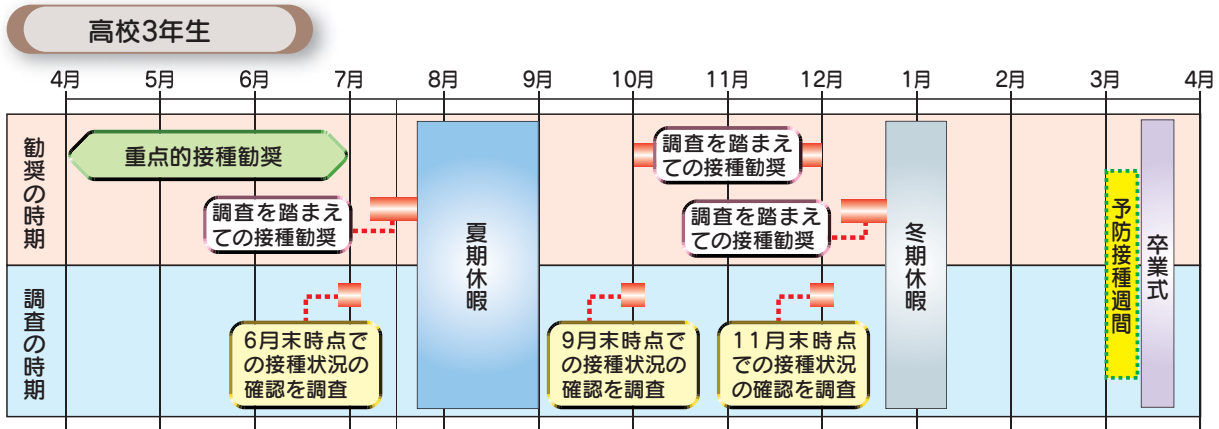 高校3年生
4月 5月 6月 7月 8月 9月 10月 11月 12月 1月 2月 3月 4月
勧奨の時期
重点的接種勧奨
調査を踏まえ
ての接種勧奨
夏期休暇
調査を踏まえ
ての接種勧奨
調査を踏まえ
ての接種勧奨
冬期休暇
予防接種週間
卒業式
調査の時期
6月末時点で
の接種状況の
確認を調査
9月末時点で
の接種状況の
確認を調査
11月末時点
での接種状況
の確認を調査